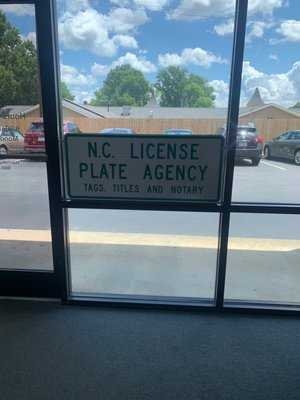 N.C. LICENSE
PLATE AGENCY
TAGS, TITLES AND NOTARY